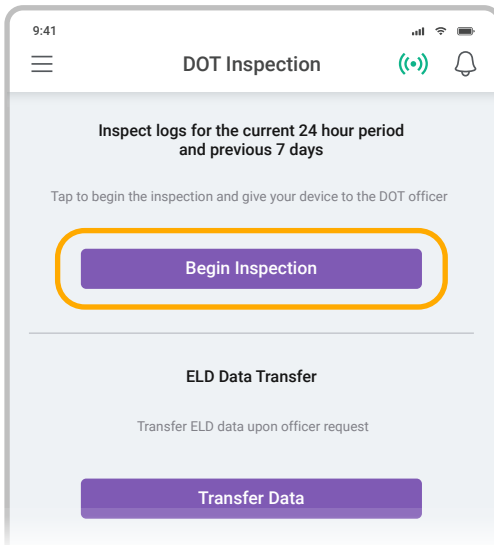 9:41
DOT Inspection
Inspect logs for the current 24 hour period
and previous 7 days
Tap to begin the inspection and give your device to the DOT officer
Begin Inspection
ELD Data Transfer
Transfer ELD data upon officer request
Transfer Data